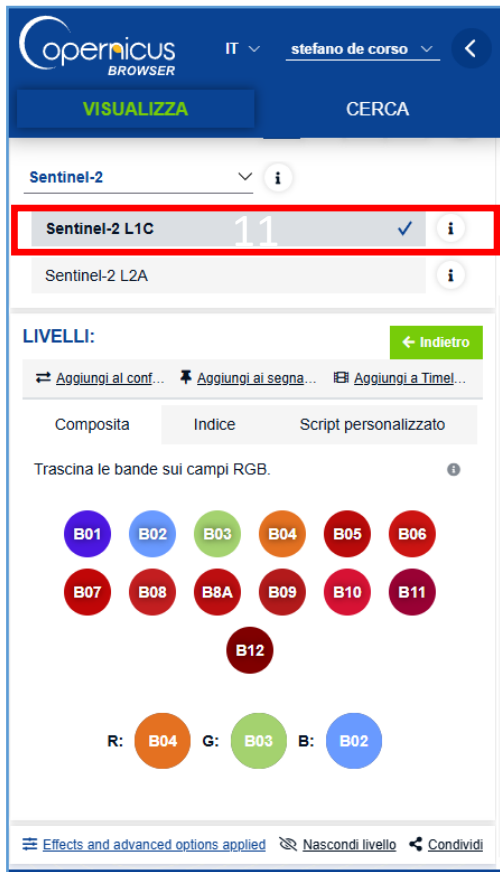 opernicus
BROWSER
IT
stefano de corso
VISUALIZZA
CERCA
Sentinel-2
i
Sentinel-2 L1C
11
i
Sentinel-2 L2A
i
LIVELLI:
Indietro
Aggiungi al conf...
Aggiungi ai segna...
Aggiungi a Timel...
Composita
Indice
Script personalizzato
Trascina le bande sui campi RGB.
B01 B02 B03 B04 B05 B06
B07 B08 B8A B09 B10 B11
B12
R: B04 G: B03 B: B02
Effects and advanced options applied
Nascondi livello
Condividi